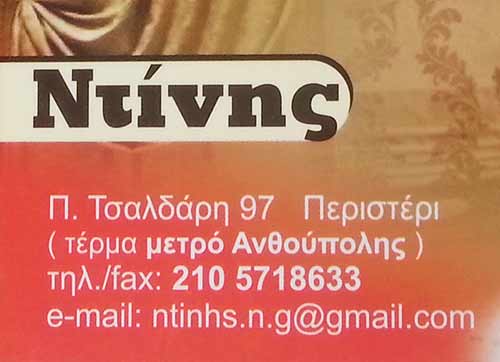 Ντίνης
Π. Τσαλδάρη 97 Περιστέρι
( τέρμα μετρό Ανθούπολης )
τηλ./fax: 210 5718633
e-mail: ntinhs.n.g@gmail.com